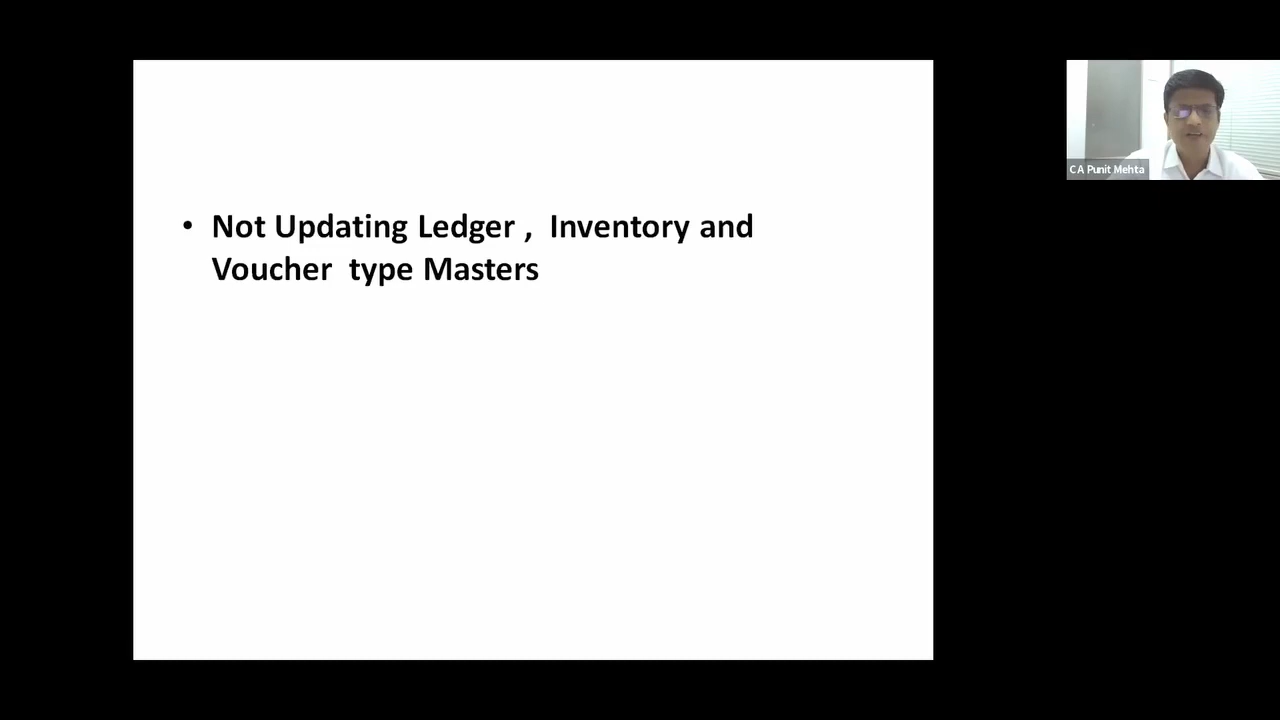 • Not Updating Ledger , Inventory and
Voucher type Masters
CA Punit Mehta